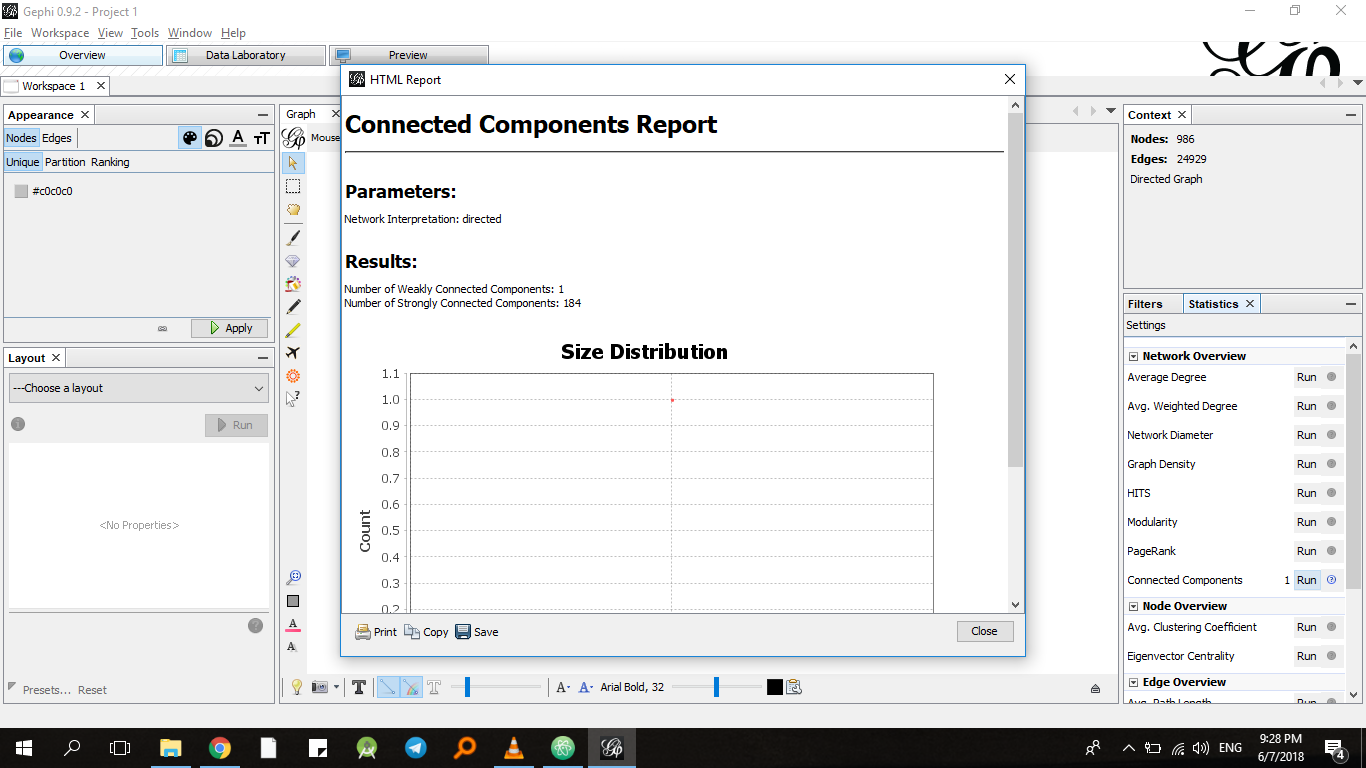 Gephi 0.9.2 - Project 1
File Workspace View Tools Window Help
Overview Data Laboratory Preview
Workspace 1
Appearance
Nodes Edges
Unique Partition Ranking
#c0c0c0
Apply
Layout
---Choose a layout
Run
<No Properties>
Presets... Reset
Graph
Mouse
HTML Report
Connected Components Report
Parameters:
Network Interpretation: directed
Results:
Number of Weakly Connected Components: 1
Number of Strongly Connected Components: 184
Size Distribution
1.1
1.0
0.9
0.8
0.7
0.6
0.5
0.4
0.3
0.2
Count
Print Copy Save Close
Arial Bold, 32
Context
Nodes: 986
Edges: 24929
Directed Graph
Filters Statistics
Settings
Network Overview
Average Degree Run
Avg. Weighted Degree Run
Network Diameter Run
Graph Density Run
HITS Run
Modularity Run
PageRank Run
Connected Components 1 Run
Node Overview
Avg. Clustering Coefficient Run
Eigenvector Centrality Run
Edge Overview
Avg. Path Length Run
ENG
9:28 PM
6/7/2018
4